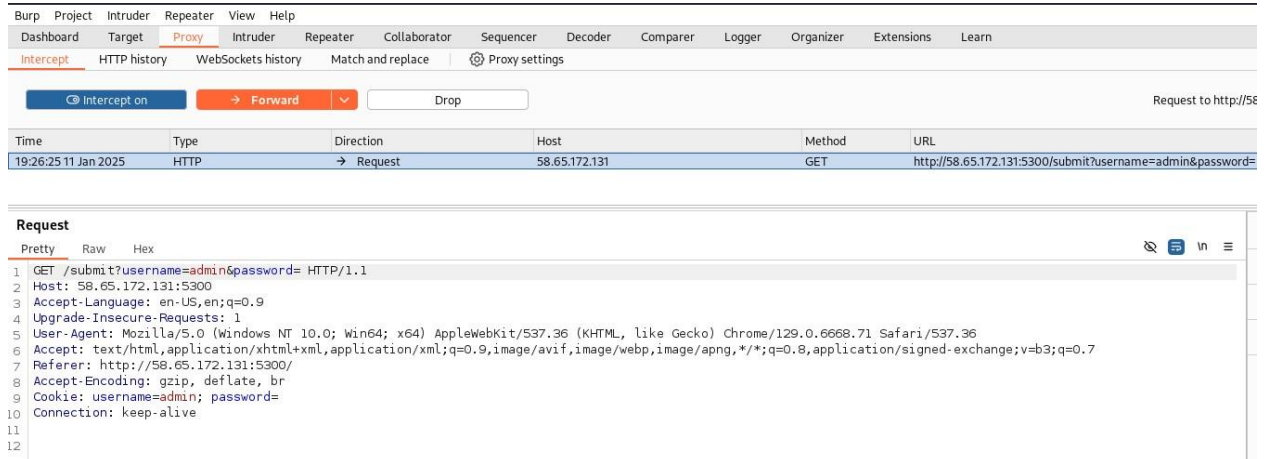 Burp Project Intruder Repeater View Help
Dashboard Target Proxy Intruder Repeater Collaborator Sequencer Decoder Comparer Logger Organizer Extensions Learn
Intercept HTTP history WebSockets history Match and replace Proxy settings
Intercept on → Forward Drop Request to http://58
Time Type Direction Host Method URL
19:26:25 11 Jan 2025 HTTP → Request 58.65.172.131 GET http://58.65.172.131:5300/submit?username=admin&password=
Request
Pretty Raw Hex \n
1 GET /submit?username=admin&password= HTTP/1.1
2 Host: 58.65.172.131:5300
3 Accept-Language: en-US,en;q=0.9
4 Upgrade-Insecure-Requests: 1
5 User-Agent: Mozilla/5.0 (Windows NT 10.0; Win64; x64) AppleWebKit/537.36 (KHTML, like Gecko) Chrome/129.0.6668.71 Safari/537.36
6 Accept: text/html,application/xhtml+xml,application/xml;q=0.9,image/avif,image/webp,image/apng,*/*;q=0.8,application/signed-exchange;v=b3;q=0.7
7 Referer: http://58.65.172.131:5300/
8 Accept-Encoding: gzip, deflate, br
9 Cookie: username=admin; password=
10 Connection: keep-alive
11
12